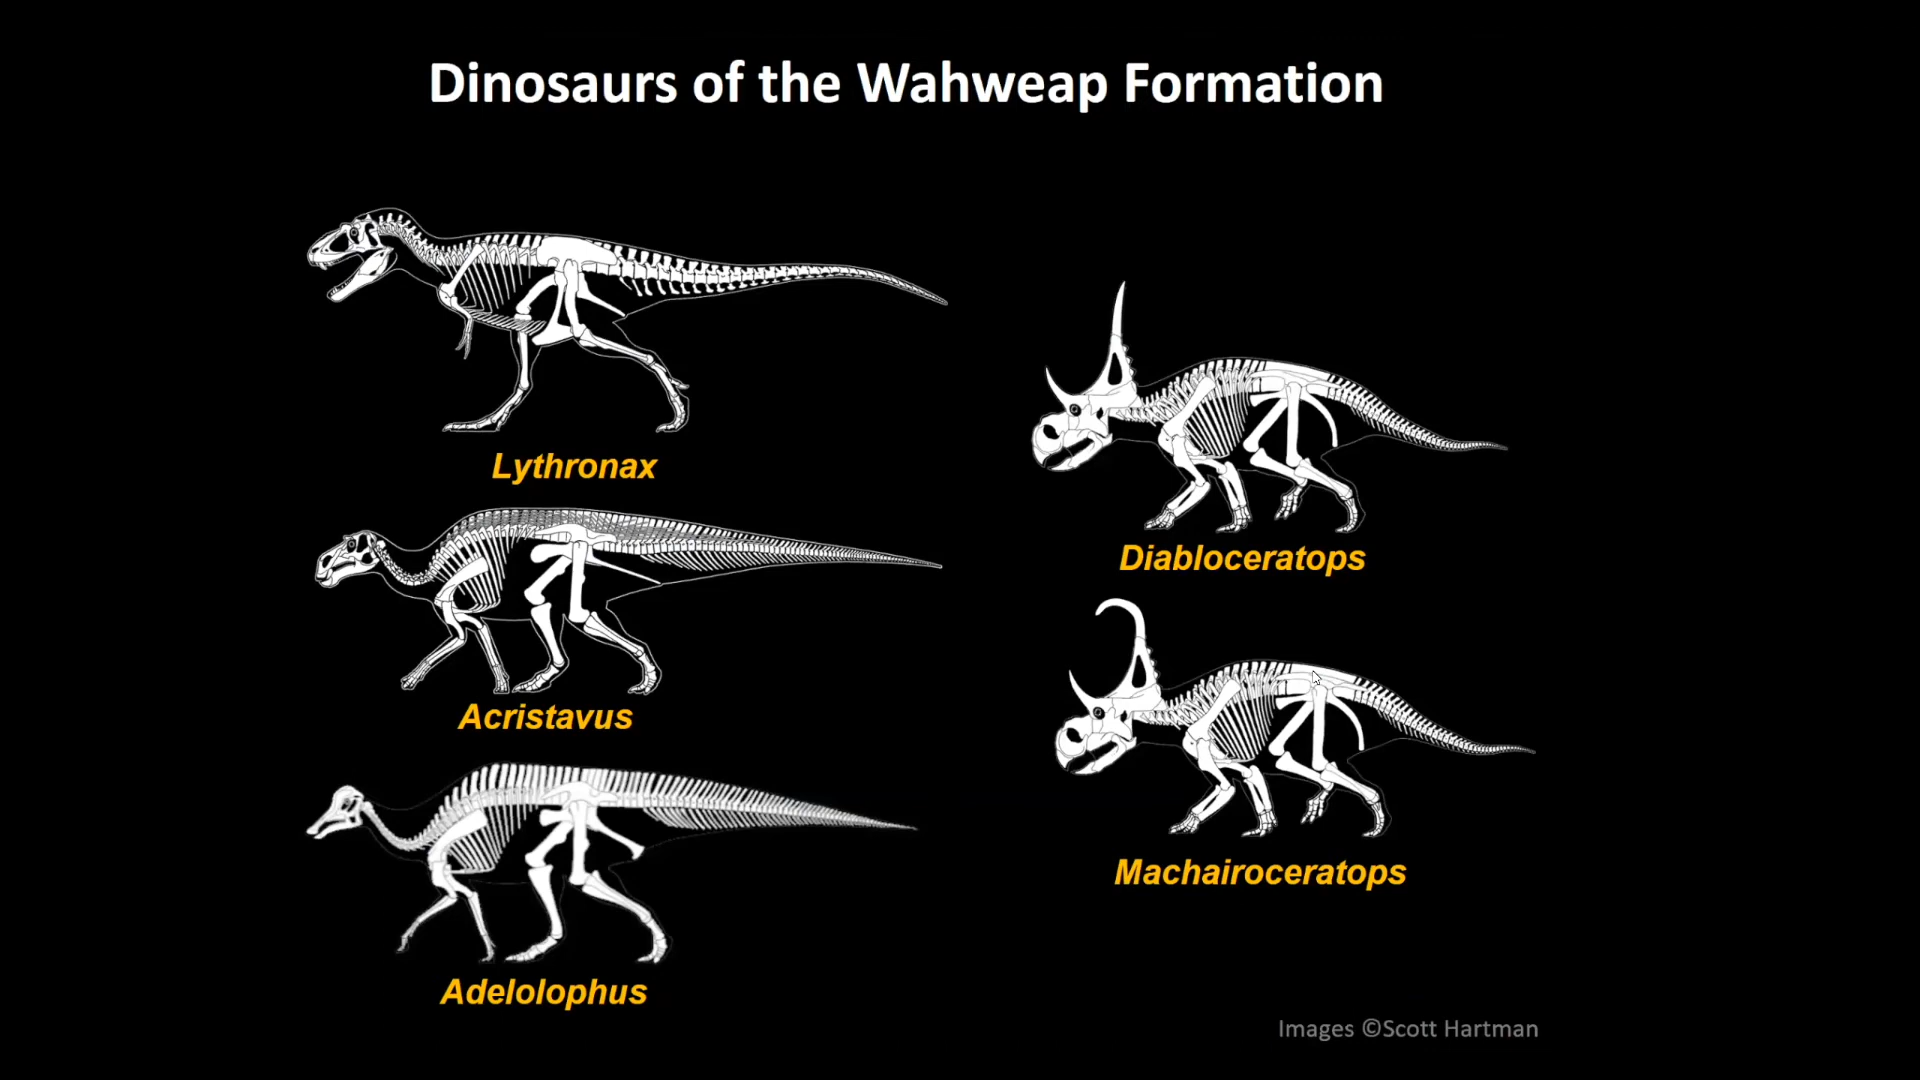 Dinosaurs of the Wahweap Formation
Lythronax
Acristavus
Adelolophus
Diabloceratops
Machairoceratops
Images ©Scott Hartman